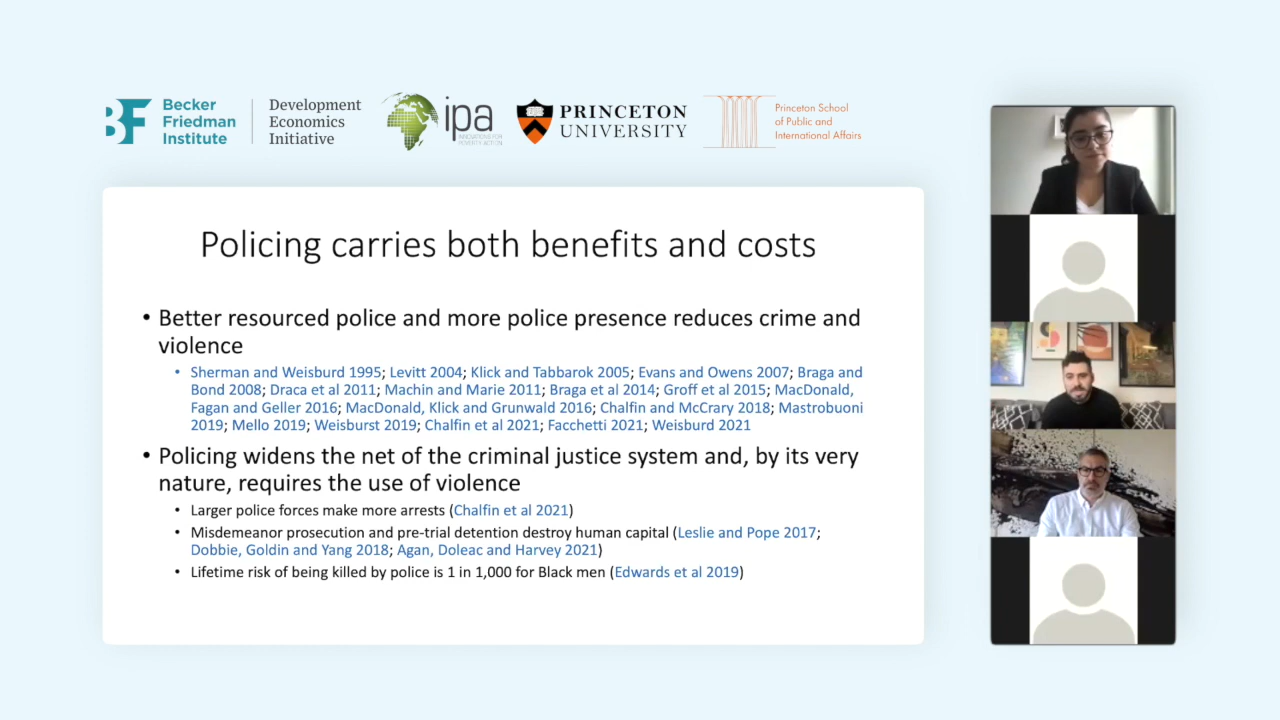 Becker
Friedman
Institute
Development
Economics
Initiative
ipa
INNOVATIONS FOR
POVERTY ACTION
PRINCETON
UNIVERSITY
Princeton School
of Public and
International Affairs
Policing carries both benefits and costs
• Better resourced police and more police presence reduces crime and
violence
• Sherman and Weisburd 1995; Levitt 2004; Klick and Tabbarok 2005; Evans and Owens 2007; Braga and
Bond 2008; Draca et al 2011; Machin and Marie 2011; Braga et al 2014; Groff et al 2015; MacDonald,
Fagan and Geller 2016; MacDonald, Klick and Grunwald 2016; Chalfin and McCrary 2018; Mastrobuoni
2019; Mello 2019; Weisburst 2019; Chalfin et al 2021; Facchetti 2021; Weisburd 2021
• Policing widens the net of the criminal justice system and, by its very
nature, requires the use of violence
• Larger police forces make more arrests (Chalfin et al 2021)
• Misdemeanor prosecution and pre-trial detention destroy human capital (Leslie and Pope 2017;
Dobbie, Goldin and Yang 2018; Agan, Doleac and Harvey 2021)
• Lifetime risk of being killed by police is 1 in 1,000 for Black men (Edwards et al 2019)